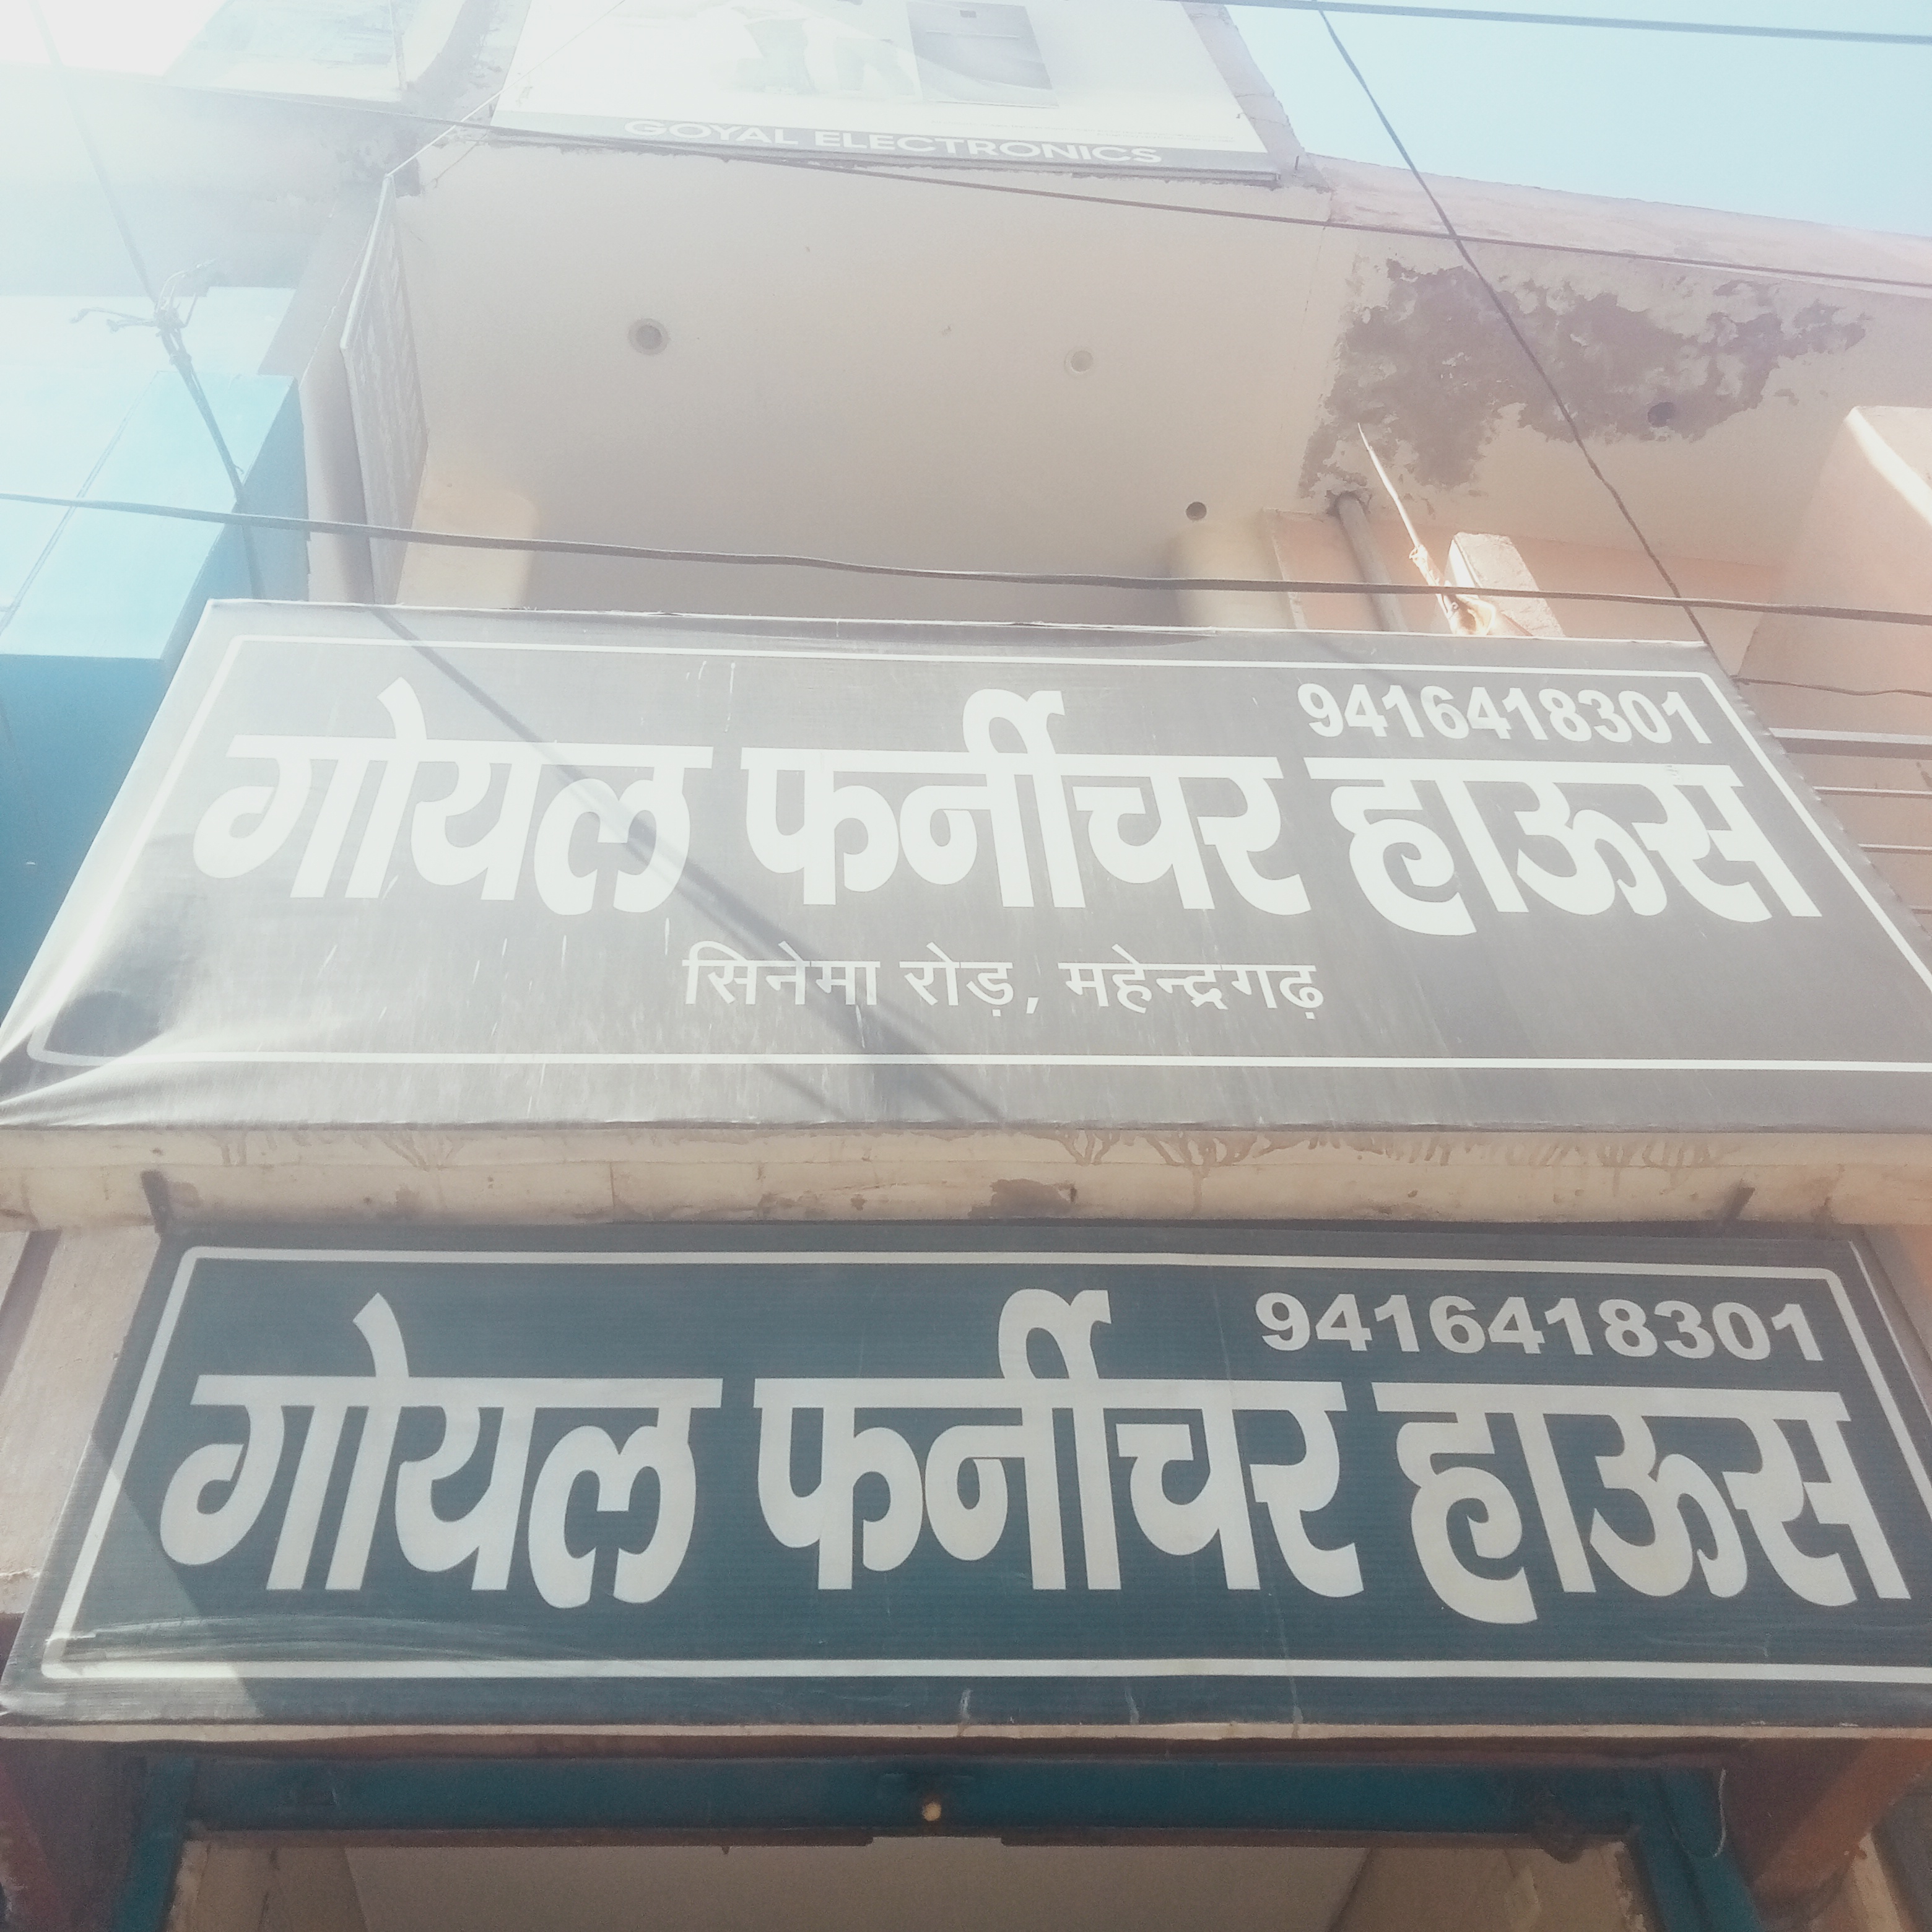 GOYAL ELECTRONICS
9416418301
गोयल फर्नीचर हाऊस
सिनेमा रोड़, महेन्द्रगढ़
9416418301
गोयल फर्नीचर हाऊस